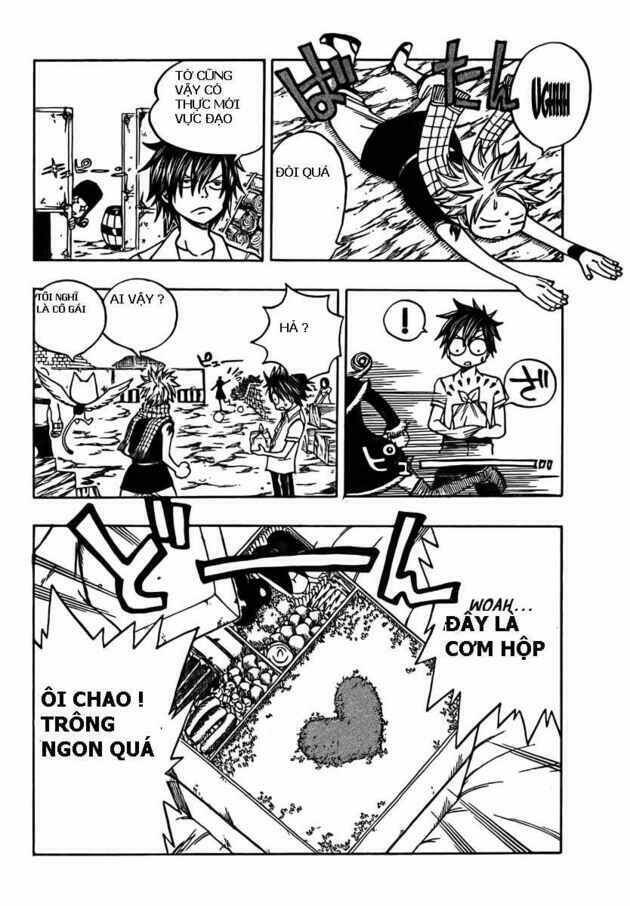 UGHHH
ばたん
ĐÓI QUÁ
TỚ CŨNG
VẬY CÓ
THỰC MỚI
VỰC ĐẠO
!
ざ
HẢ ?
AI VẬY ?
TÔI NGHĨ
LÀ CÔ GÁI
どーん
WOAH...
ĐÂY LÀ
CƠM HỘP
ÔI CHAO !
TRÔNG
NGON QUÁ